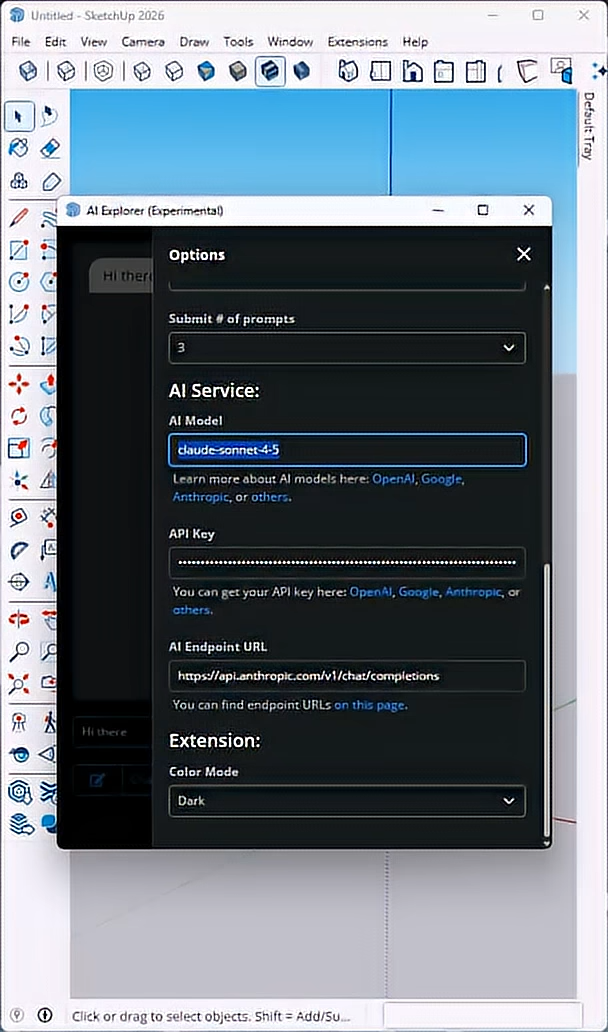 Untitled - SketchUp 2026
File Edit View Camera Draw Tools Window Extensions Help
Default Tray
AI Explorer (Experimental)
Hi there
Options
Submit # of prompts
3
AI Service:
AI Model
claude-sonnet-4-5
Learn more about AI models here: OpenAI, Google,
Anthropic, or others.
API Key
You can get your API key here: OpenAI, Google, Anthropic, or
others.
AI Endpoint URL
https://api.anthropic.com/v1/chat/completions
You can find endpoint URLs on this page.
Hi there
Extension:
Color Mode
Dark
Click or drag to select objects. Shift = Add/Su...